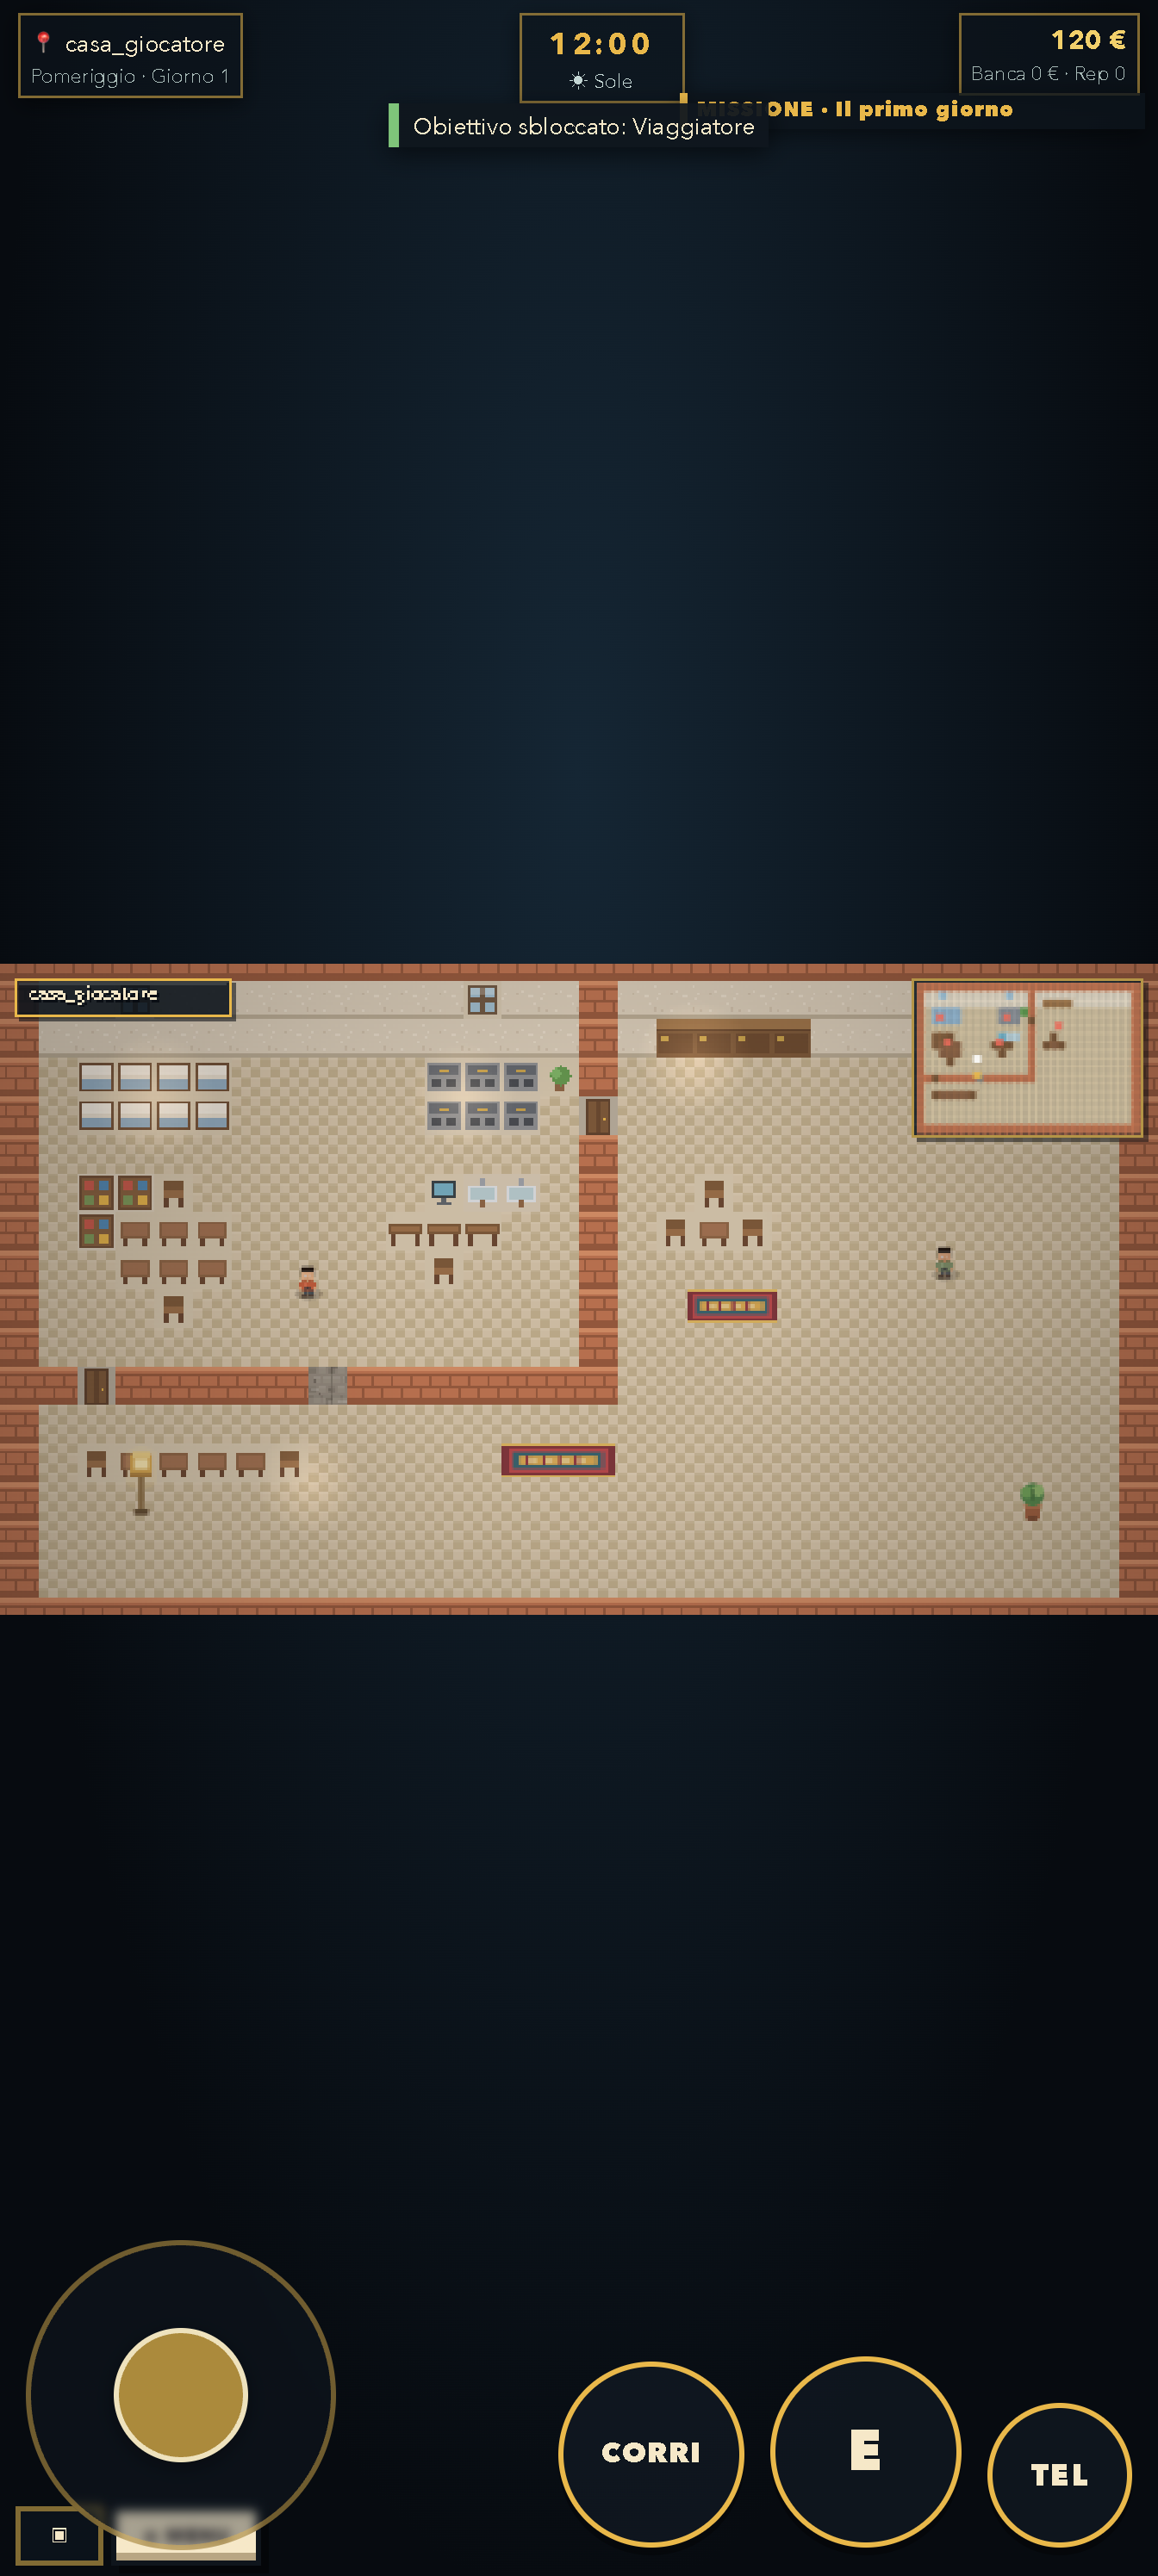 casa_giocatore
Pomeriggio · Giorno 1
12:00
Sole
120 €
Banca 0 € · Rep 0
MISSIONE · Il primo giorno
Obiettivo sbloccato: Viaggiatore
casa_giocatore
CORRI
E
TEL